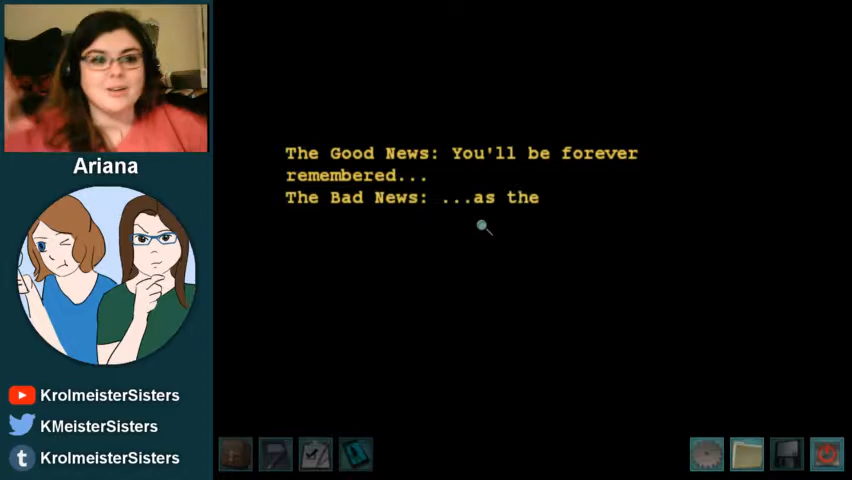 Ariana
The Good News: You'll be forever
remembered...
The Bad News: ...as the
KrolmeisterSisters
KMeisterSisters
KrolmeisterSisters